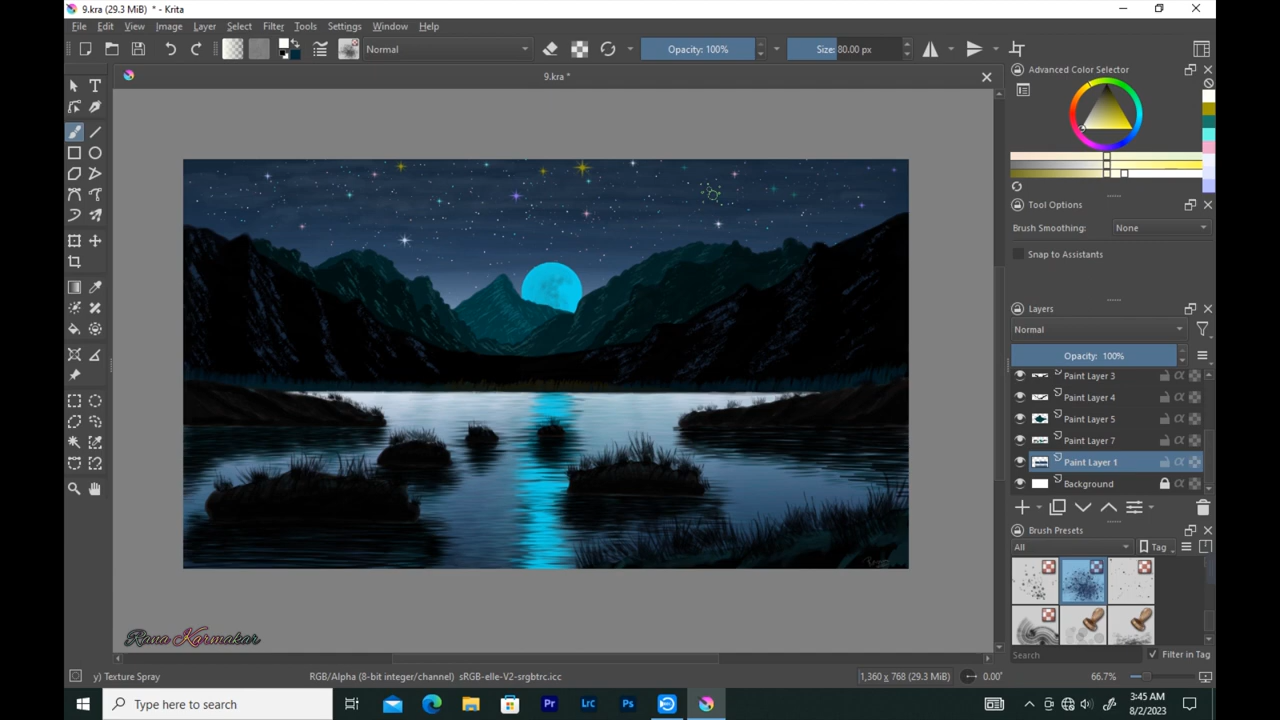 9.kra (29.3 MiB) * - Krita
File Edit View Image Layer Select Filter Tools Settings Window Help
Normal
Opacity: 100%
Size: 80.00 px
9.kra *
Advanced Color Selector
Tool Options
Brush Smoothing: None
Snap to Assistants
Layers
Normal
Opacity: 100%
Paint Layer 3
Paint Layer 4
Paint Layer 5
Paint Layer 7
Paint Layer 1
Background
Brush Presets
All
Tag
Search
Filter in Tag
Rana Karmakar
y) Texture Spray
RGB/Alpha (8-bit integer/channel) sRGB-elle-V2-srgbtrc.icc
1,360 x 768 (29.3 MiB)
0.00°
66.7%
Type here to search
Pr
Lrc
Ps
3:45 AM
8/2/2023